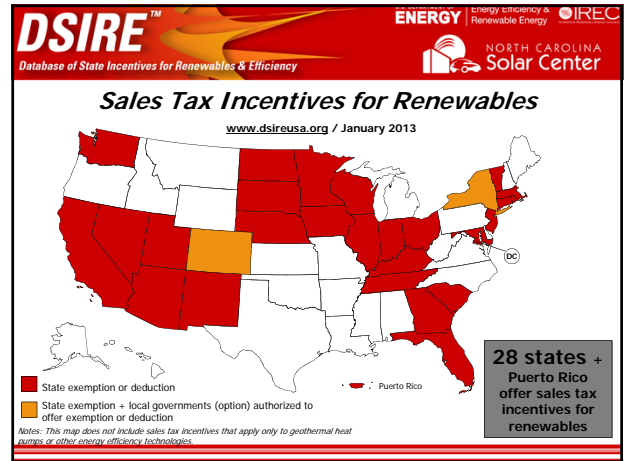 DSIRE™
Database of State Incentives for Renewables & Efficiency
U.S. DEPARTMENT OF
ENERGY
Energy Efficiency &
Renewable Energy
IREC
NORTH CAROLINA
Solar Center
Sales Tax Incentives for Renewables
www.dsireusa.org / January 2013
DC
Puerto Rico
State exemption or deduction
State exemption + local governments (option) authorized to
offer exemption or deduction
Notes: This map does not include sales tax incentives that apply only to geothermal heat
pumps or other energy efficiency technologies.
28 states +
Puerto Rico
offer sales tax
incentives for
renewables